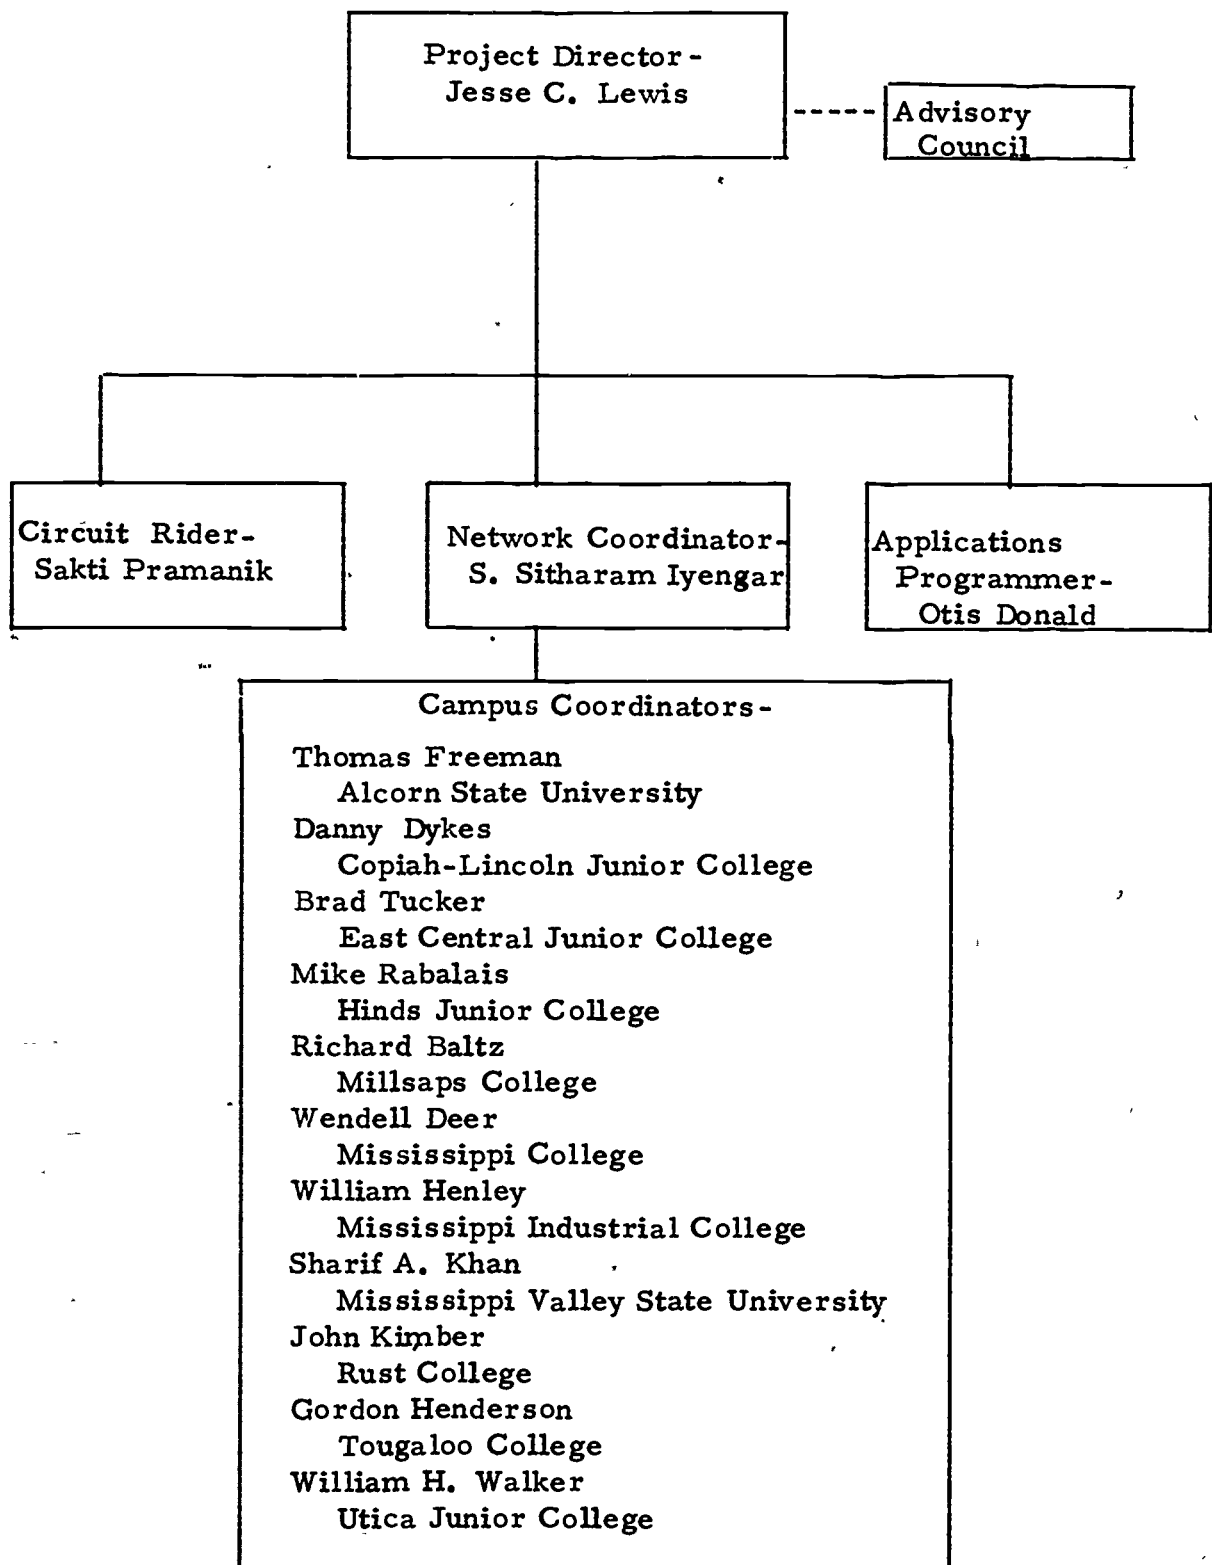 Project Director-
Jesse C. Lewis
Advisory
Council
Circuit Rider-
Sakti Pramanik
Network Coordinator-
S. Sitharam Iyengar
Applications
Programmer-
Otis Donald
Campus Coordinators-
Thomas Freeman
Alcorn State University
Danny Dykes
Copiah-Lincoln Junior College
Brad Tucker
East Central Junior College
Mike Rabalais
Hinds Junior College
Richard Baltz
Millsaps College
Wendell Deer
Mississippi College
William Henley
Mississippi Industrial College
Sharif A. Khan
Mississippi Valley State University
John Kimber
Rust College
Gordon Henderson
Tougaloo College
William H. Walker
Utica Junior College